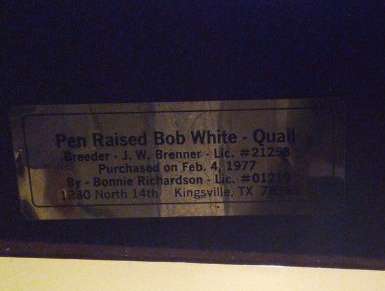 Pen Raised Bob White - Quail
Breeder - J. W. Brenner - Lic. #21258
Purchased on Feb. 4, 1977
By - Bonnie Richardson - Lic. #01219
1230 North 14th Kingsville, TX